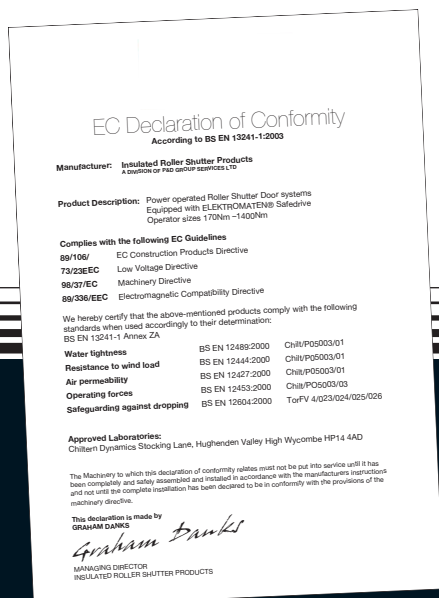 EC Declaration of Conformity
According to BS EN 13241-1:2003
Manufacturer: Insulated Roller Shutter Products
A DIVISION OF P&D GROUP SERVICES LTD
Product Description: Power operated Roller Shutter Door systems
Equipped with ELEKTROMATEN® Safedrive
Operator sizes 170Nm –1400Nm
Complies with the following EC Guidelines
89/106/ EC Construction Products Directive
73/23EEC Low Voltage Directive
98/37/EC Machinery Directive
89/336/EEC Electromagnetic Compatibility Directive
We hereby certify that the above-mentioned products comply with the following
standards when used accordingly to their determination:
BS EN 13241-1 Annex ZA
Water tightness BS EN 12489:2000 Chilt/P05003/01
Resistance to wind load BS EN 12444:2000 Chilt/P05003/01
Air permeability BS EN 12427:2000 Chilt/P05003/01
Operating forces BS EN 12453:2000 Chilt/PO5003/03
Safeguarding against dropping BS EN 12604:2000 TorFV 4/023/024/025/026
Approved Laboratories:
Chiltern Dynamics Stocking Lane, Hughenden Valley High Wycombe HP14 4AD
The Machinery to which this declaration of conformity relates must not be put into service until it has
been completely and safely assembled and installed in accordance with the manufacturers instructions
and not until the complete installation has been declared to be in conformity with the provisions of the
machinery directive.
This declaration is made by
GRAHAM DANKS
Graham Danks
MANAGING DIRECTOR
INSULATED ROLLER SHUTTER PRODUCTS